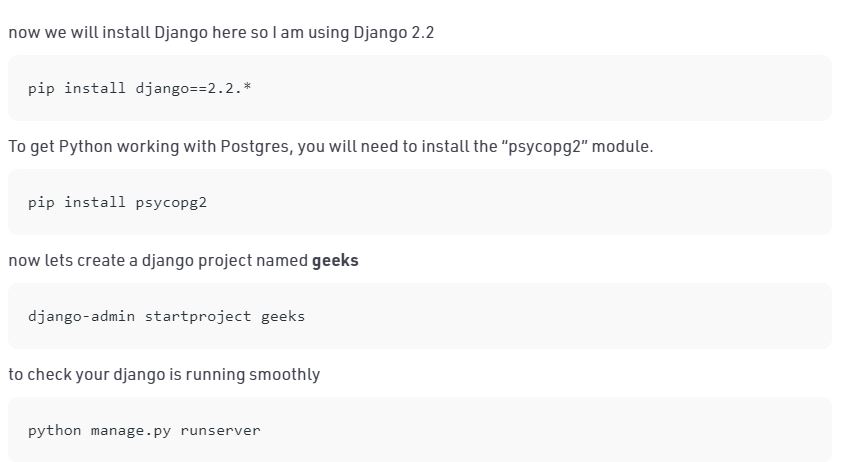 now we will install Django here so I am using Django 2.2
pip install django==2.2.*
To get Python working with Postgres, you will need to install the “psycopg2” module.
pip install psycopg2
now lets create a django project named geeks
django-admin startproject geeks
to check your django is running smoothly
python manage.py runserver